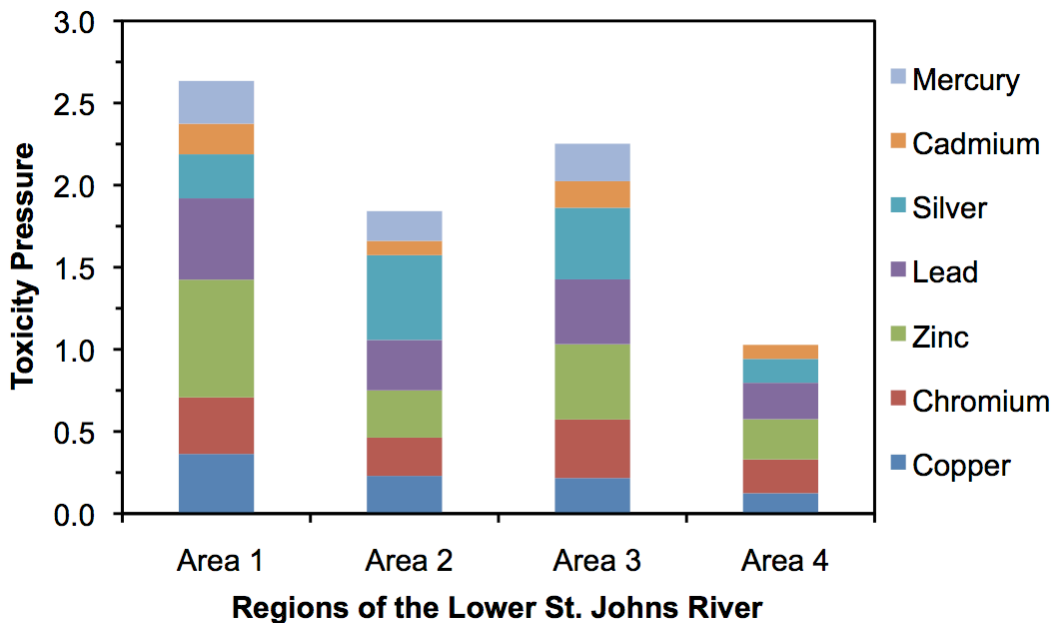 Toxicity Pressure
3.0
2.5
2.0
1.5
1.0
0.5
0.0
Area 1
Area 2
Area 3
Area 4
Regions of the Lower St. Johns River
Mercury
Cadmium
Silver
Lead
Zinc
Chromium
Copper